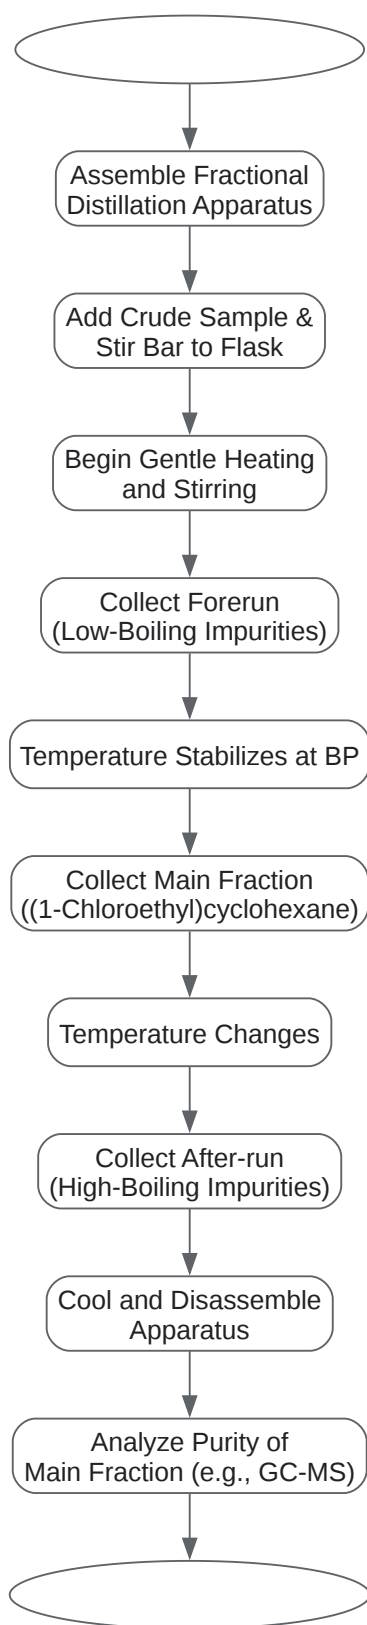 Assemble Fractional
Distillation Apparatus
Add Crude Sample &
Stir Bar to Flask
Begin Gentle Heating
and Stirring
Collect Forerun
(Low-Boiling Impurities)
Temperature Stabilizes at BP
Collect Main Fraction
((1-Chloroethyl)cyclohexane)
Temperature Changes
Collect After-run
(High-Boiling Impurities)
Cool and Disassemble
Apparatus
Analyze Purity of
Main Fraction (e.g., GC-MS)